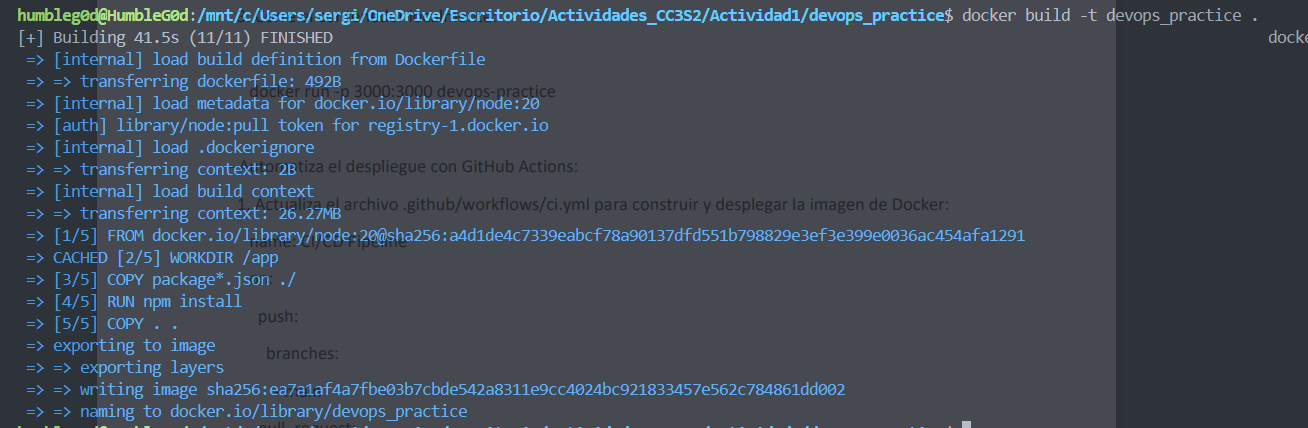 humbleg0d@HumbleG0d:/mnt/c/Users/sergi/OneDrive/Escritorio/Actividades_CC3S2/Actividad1/devops_practice$ docker build -t devops_practice .
[+] Building 41.5s (11/11) FINISHED docke
=> [internal] load build definition from Dockerfile
=> => transferring dockerfile: 492B
docker run -p 3000:3000 devops-practice
=> [internal] load metadata for docker.io/library/node:20
=> [auth] library/node:pull token for registry-1.docker.io
=> [internal] load .dockerignore
=> => transferring context: 2B
Automatiza el despliegue con GitHub Actions:
=> [internal] load build context
1. Actualiza el archivo .github/workflows/ci.yml para construir y desplegar la imagen de Docker:
=> => transferring context: 26.27MB
=> [1/5] FROM docker.io/library/node:20@sha256:a4d1de4c7339eabcf78a90137dfd551b798829e3ef3e399e0036ac454afa1291
name: CI/CD Pipeline
=> CACHED [2/5] WORKDIR /app
=> [3/5] COPY package*.json ./
=> [4/5] RUN npm install
push:
=> [5/5] COPY . .
=> exporting to image
branches:
=> => exporting layers
=> => writing image sha256:ea7a1af4a7fbe03b7cbde542a8311e9cc4024bc921833457e562c784861dd002
=> => naming to docker.io/library/devops_practice